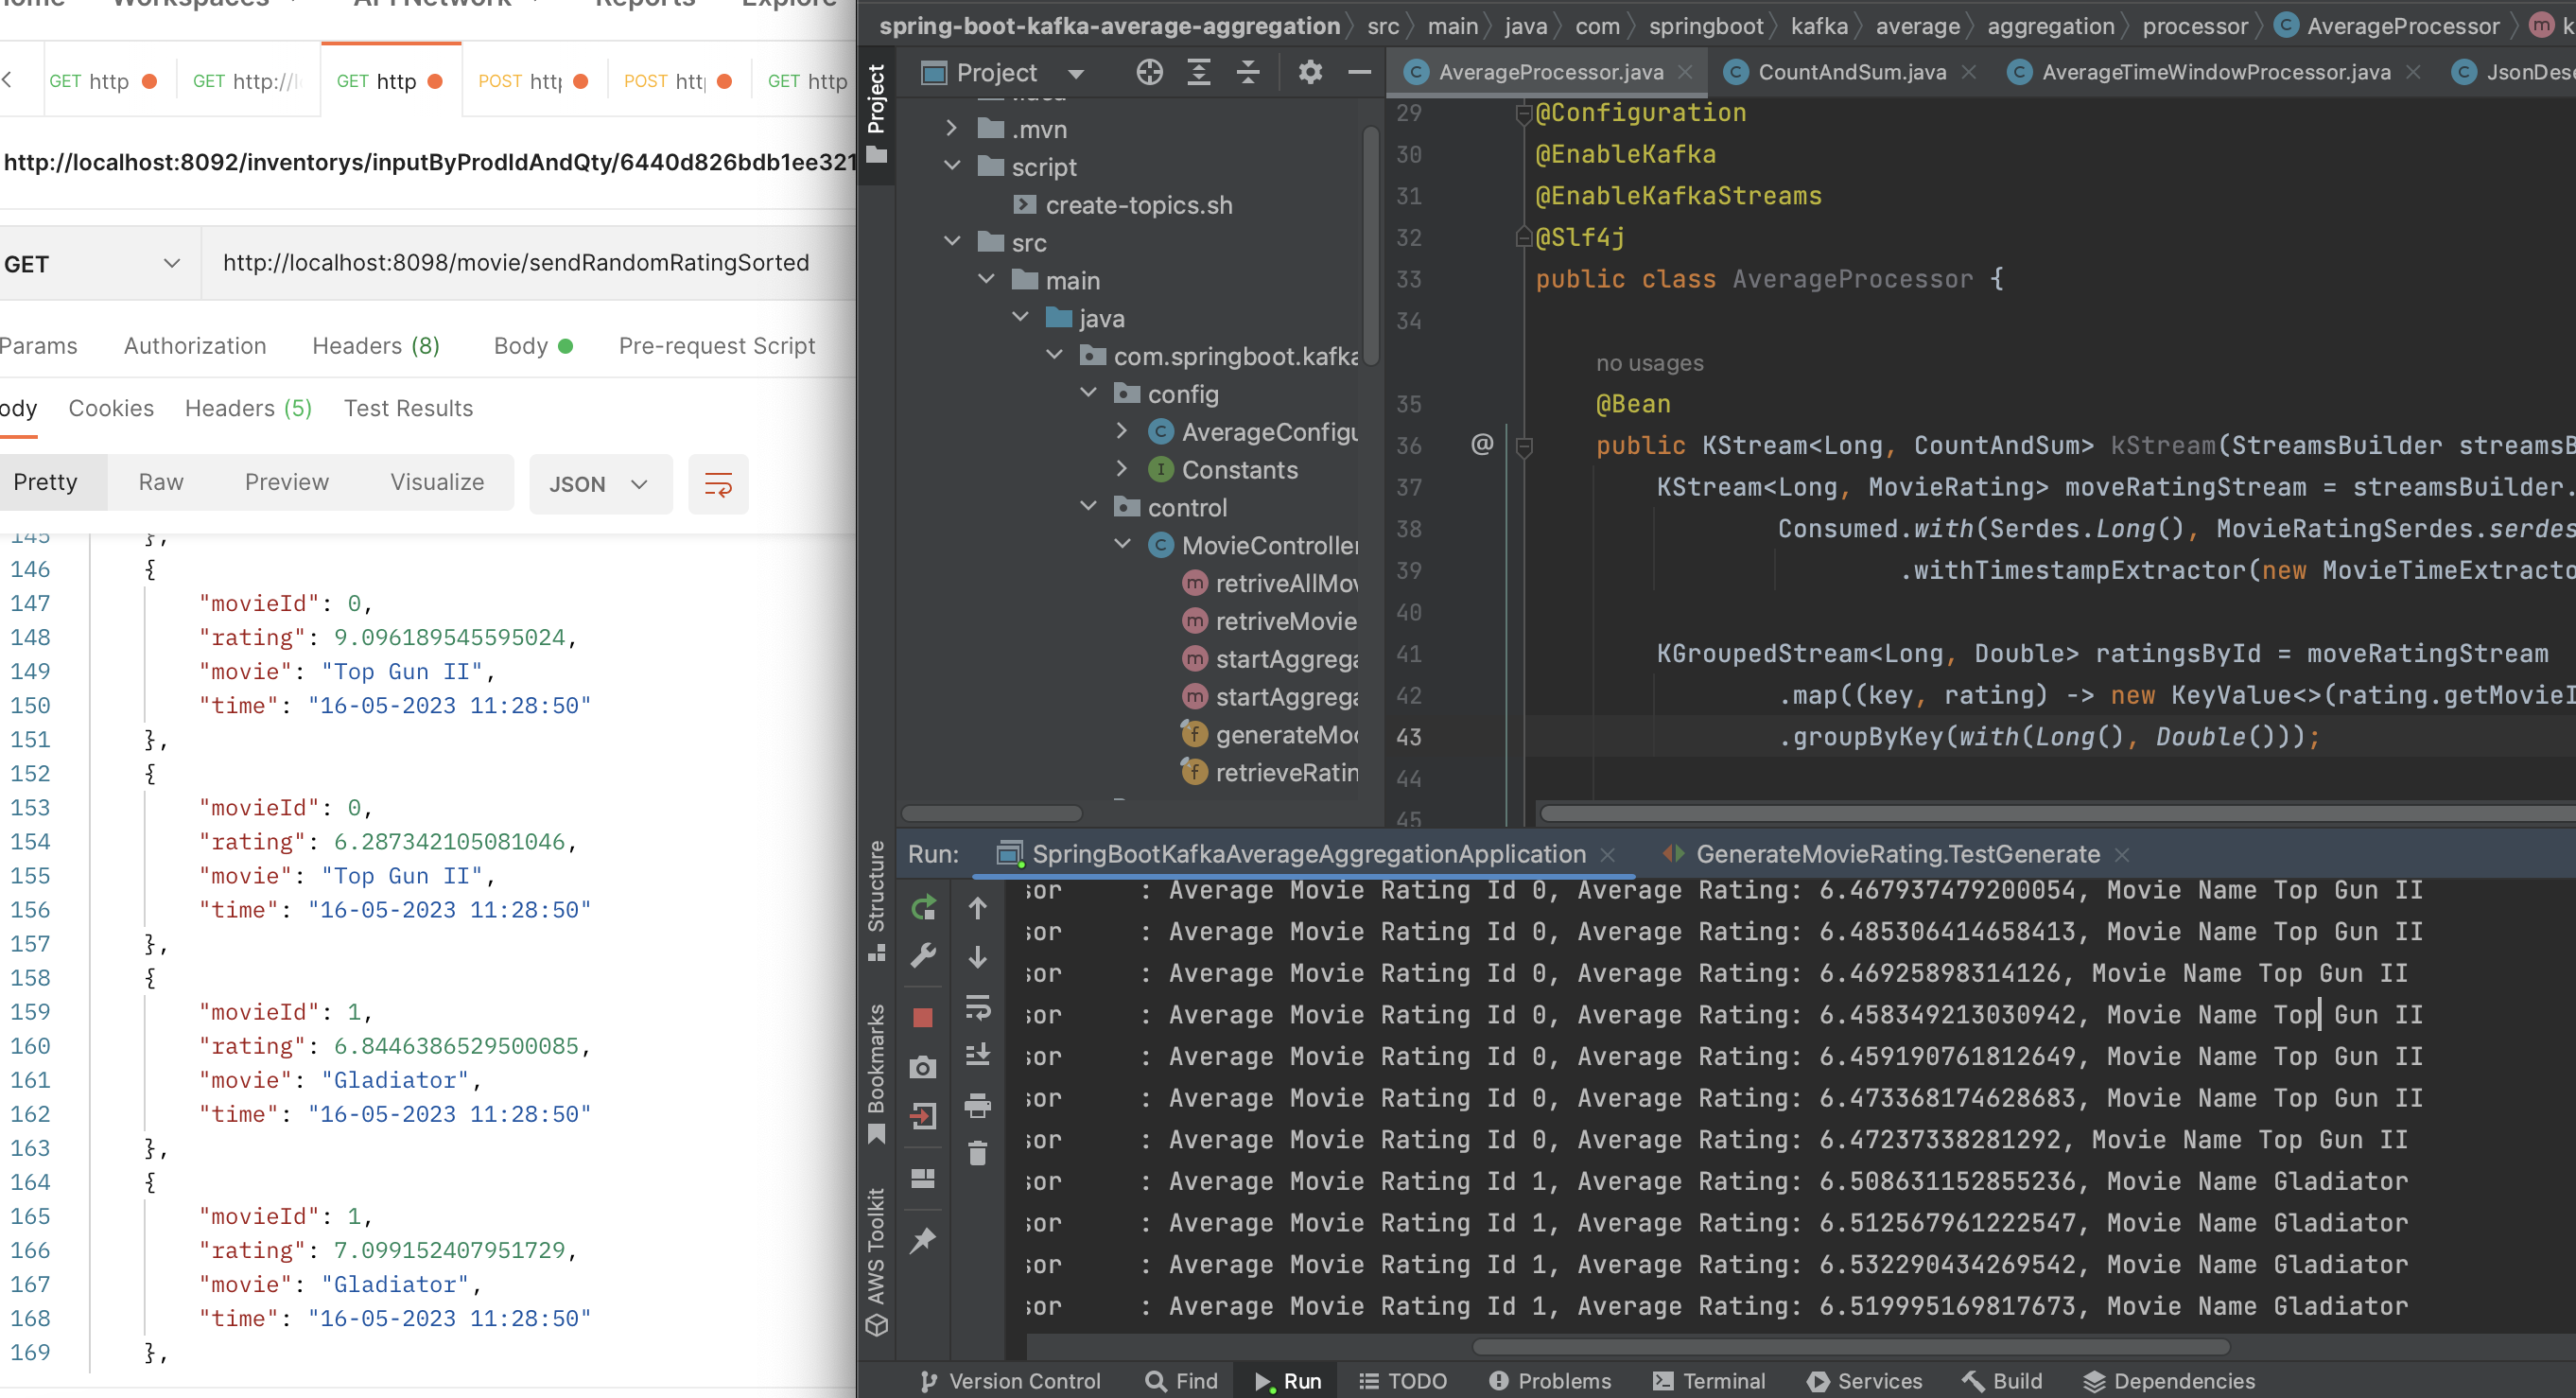 Workspaces
API Network
Reports
Explore
GET http
GET http://l
GET http
POST http
POST http
GET http
http://localhost:8092/inventorys/inputByProdIdAndQty/6440d826bdb1ee321
GET
http://localhost:8098/movie/sendRandomRatingSorted
Params
Authorization
Headers (8)
Body
Pre-request Script
ody
Cookies
Headers (5)
Test Results
Pretty
Raw
Preview
Visualize
JSON
145 },
146 {
147 "movieId": 0,
148 "rating": 9.096189545595024,
149 "movie": "Top Gun II",
150 "time": "16-05-2023 11:28:50"
151 },
152 {
153 "movieId": 0,
154 "rating": 6.287342105081046,
155 "movie": "Top Gun II",
156 "time": "16-05-2023 11:28:50"
157 },
158 {
159 "movieId": 1,
160 "rating": 6.8446386529500085,
161 "movie": "Gladiator",
162 "time": "16-05-2023 11:28:50"
163 },
164 {
165 "movieId": 1,
166 "rating": 7.099152407951729,
167 "movie": "Gladiator",
168 "time": "16-05-2023 11:28:50"
169 },
spring-boot-kafka-average-aggregation
src
main
java
com
springboot
kafka
average
aggregation
processor
C AverageProcessor
m k
Project
Structure
Bookmarks
AWS Toolkit
Project
.mvn
script
create-topics.sh
src
main
java
com.springboot.kafka
config
C AverageConfigu
I Constants
control
C MovieController
m retriveAllMov
m retriveMovie
m startAggrega
m startAggrega
f generateMo
f retrieveRatin
C AverageProcessor.java
C CountAndSum.java
C AverageTimeWindowProcessor.java
C JsonDese
29 @Configuration
30 @EnableKafka
31 @EnableKafkaStreams
32 @Slf4j
33 public class AverageProcessor {
34
no usages
35 @Bean
36 @ public KStream<Long, CountAndSum> kStream(StreamsBuilder streamsB
37 KStream<Long, MovieRating> moveRatingStream = streamsBuilder.
38 Consumed.with(Serdes.Long(), MovieRatingSerdes.serdes
39 .withTimestampExtractor(new MovieTimeExtracto
40
41 KGroupedStream<Long, Double> ratingsById = moveRatingStream
42 .map((key, rating) -> new KeyValue<>(rating.getMovieI
43 .groupByKey(with(Long(), Double()));
44
45
Run:
SpringBootKafkaAverageAggregationApplication
GenerateMovieRating.TestGenerate
sor : Average Movie Rating Id 0, Average Rating: 6.467937479200054, Movie Name Top Gun II
sor : Average Movie Rating Id 0, Average Rating: 6.485306414658413, Movie Name Top Gun II
sor : Average Movie Rating Id 0, Average Rating: 6.46925898314126, Movie Name Top Gun II
sor : Average Movie Rating Id 0, Average Rating: 6.458349213030942, Movie Name Top Gun II
sor : Average Movie Rating Id 0, Average Rating: 6.459190761812649, Movie Name Top Gun II
sor : Average Movie Rating Id 0, Average Rating: 6.473368174628683, Movie Name Top Gun II
sor : Average Movie Rating Id 0, Average Rating: 6.47237338281292, Movie Name Top Gun II
sor : Average Movie Rating Id 1, Average Rating: 6.508631152855236, Movie Name Gladiator
sor : Average Movie Rating Id 1, Average Rating: 6.512567961222547, Movie Name Gladiator
sor : Average Movie Rating Id 1, Average Rating: 6.532290434269542, Movie Name Gladiator
sor : Average Movie Rating Id 1, Average Rating: 6.519995169817673, Movie Name Gladiator
Version Control
Find
Run
TODO
Problems
Terminal
Services
Build
Dependencies